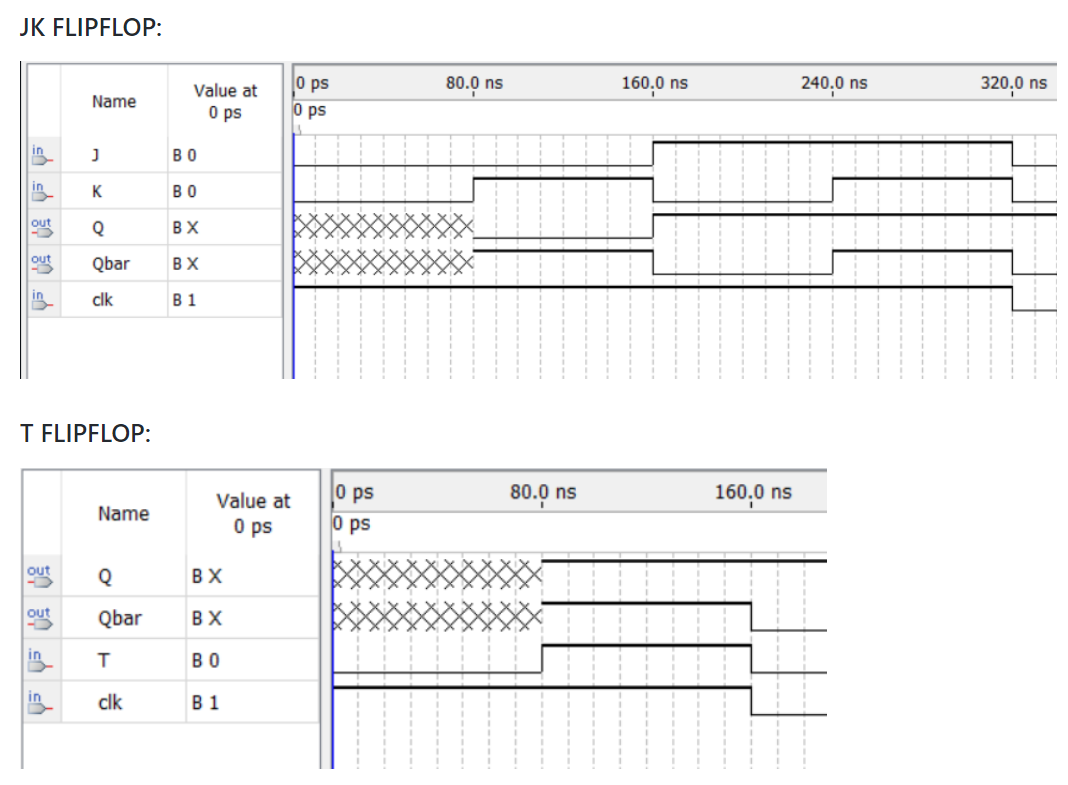 JK FLIPFLOP:
Name Value at 0 ps 80.0 ns 160.0 ns 240.0 ns 320.0 ns
0 ps 0 ps
in J B 0
in K B 0
out Q B X
out Qbar B X
in clk B 1
T FLIPFLOP:
Name Value at 0 ps 80.0 ns 160.0 ns
0 ps 0 ps
out Q B X
out Qbar B X
in T B 0
in clk B 1